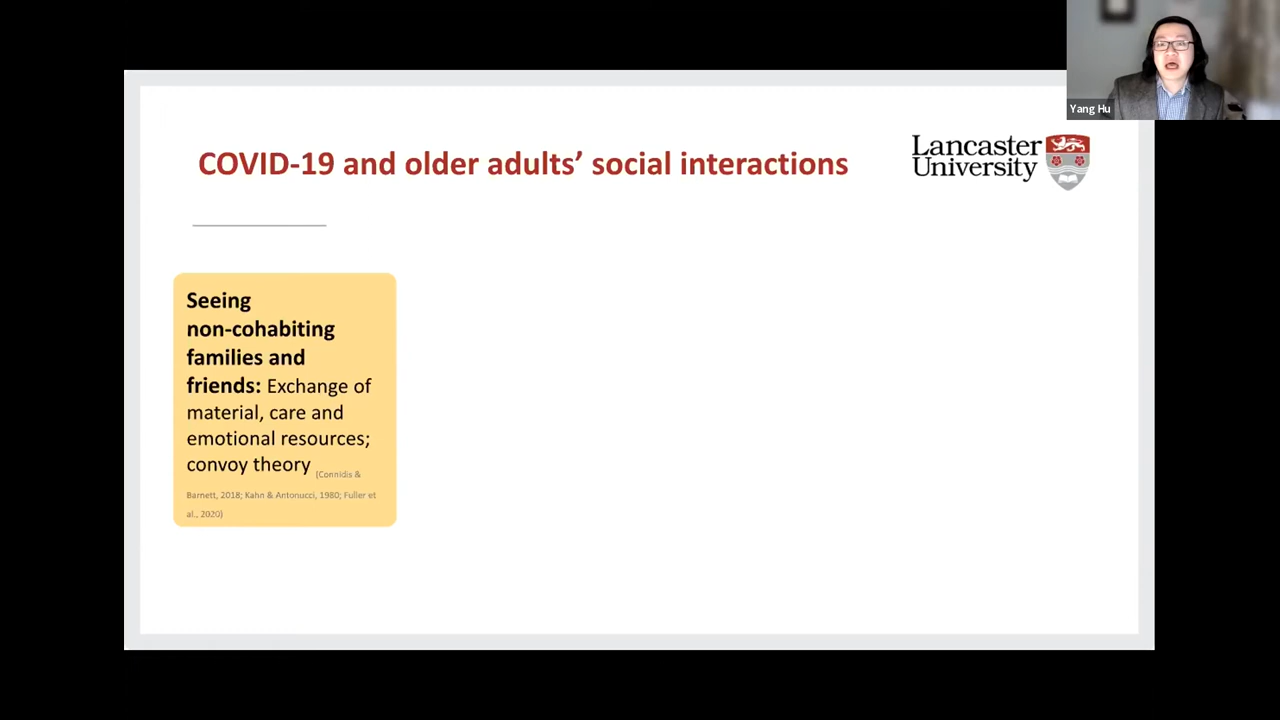 Yang Hu
COVID-19 and older adults’ social interactions
Lancaster
University
Seeing
non-cohabiting
families and
friends: Exchange of
material, care and
emotional resources;
convoy theory (Connidis &
Barnett, 2018; Kahn & Antonucci, 1980; Fuller et
al., 2020)